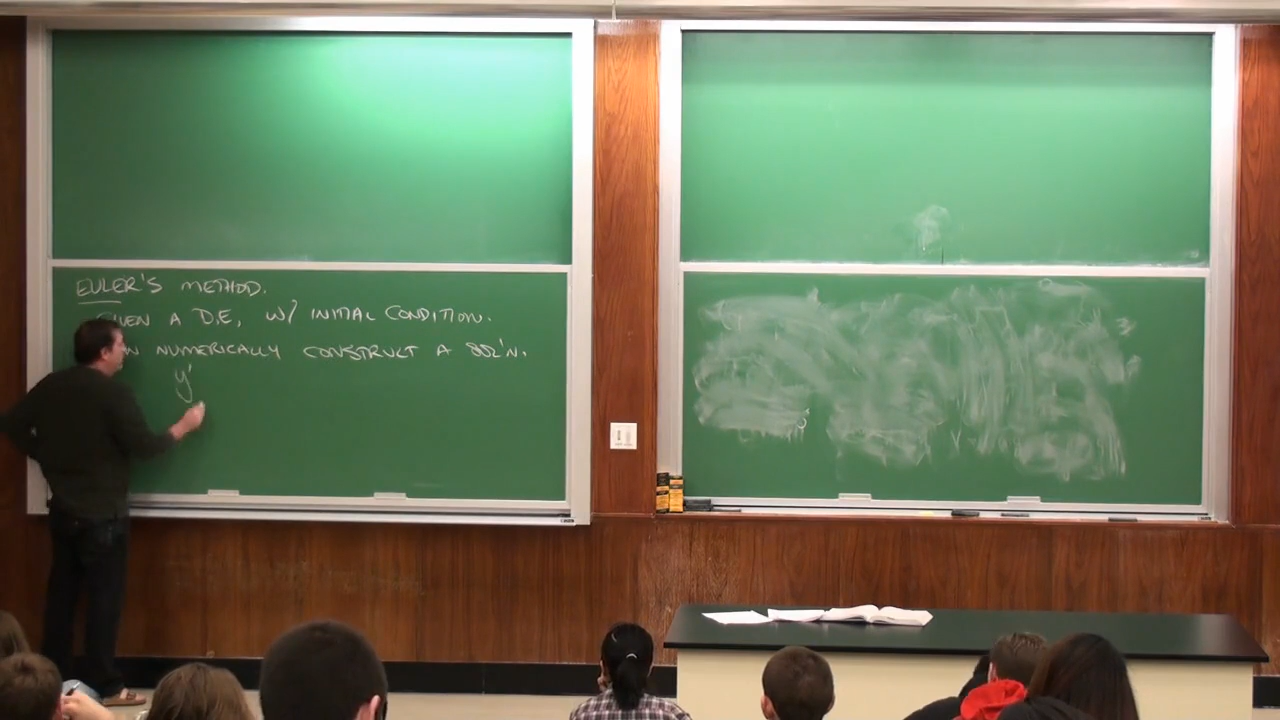 EULER'S METHOD.
A D.E, W/ INITIAL CONDITION.
NUMERICALLY CONSTRUCT A SOL'N.
y'